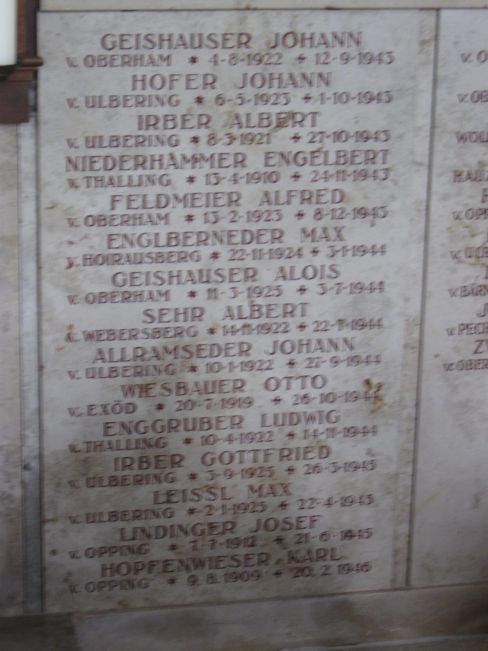 GEISHAUSER JOHANN
v. OBERHAM * 4-8-1922 + 12-9-1943
HOFER JOHANN
v. ULBERING * 6-5-1923 + 1-10-1943
IRBER ALBERT
v. ULBERING * 8-3-1921 + 27-10-1943
NIEDERHAMMER ENGELBERT
v. THALLING * 13-4-1910 + 24-11-1943
FELDMEIER ALFRED
v. OBERHAM * 13-2-1923 + 8-12-1943
ENGLBERNEDER MAX
v. HOIRAUSBERG * 22-11-1924 + 3-1-1944
GEISHAUSER ALOIS
v. OBERHAM * 11-3-1925 + 3-7-1944
SEHR ALBERT
v. WEBERSBERG * 14-11-1922 + 22-7-1944
ALLRAMSEDER JOHANN
v. ULBERING * 10-1-1922 + 27-9-1944
WIESBAUER OTTO
v. EXÖD * 20-7-1919 + 26-10-1944
ENGGRUBER LUDWIG
v. THALLING * 10-4-1922 + 14-11-1944
IRBER GOTTFRIED
v. ULBERING * 3-9-1925 + 26-3-1945
LEISSL MAX
v. ULBERING * 2-1-1925 + 22-4-1945
LINDINGER JOSEF
v. OPPING * 7-7-1912 + 21-6-1945
HOPFENWIESER KARL
v. OPPING * 9.8.1909 + 20.2.1946